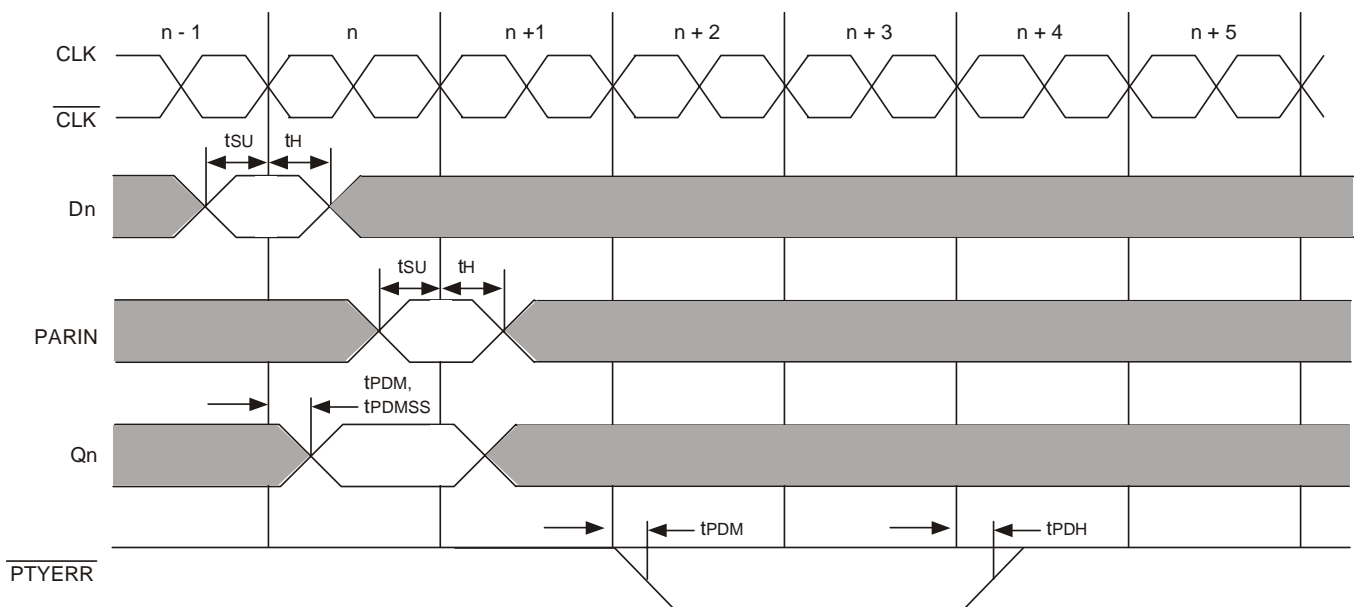 n - 1 n n +1 n + 2 n + 3 n + 4 n + 5
CLK
CLK
tSU tH
Dn
tSU tH
PARIN
tPDM,
tPDMSS
Qn
tPDM tPDH
PTYERR